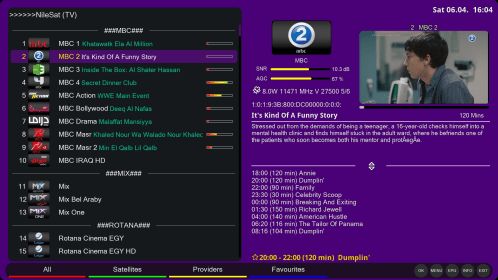 >>>>>>NileSat (TV)
Sat 06.04. 16:04
###MBC###
1 mbc MBC 1 Khatawatk Ela Al Million
2 MBC 2 It's Kind Of A Funny Story
3 MBC 3 Inside The Box: Al Shater Hassan
4 MBC 4 Secret Dinner Club
5 MBC Action WWE Main Event
6 MBC Bollywood Deeq Al Nafas
7 MBC Drama Malaffat Mansiyya
8 MBC Masr Khaled Nour Wa Walado Nour Khaled
9 MBC Masr 2 Min El Qalb Lil Qalb
10 MBC IRAQ HD
###MIX###
11 MIX Mix
12 MIX Mix Bel Araby
13 MIX Mix One
###ROTANA###
14 Rotana Cinema EGY
15 Rotana Cinema EGY HD
2
MBC
2 MBC 2
SNR 10.3 dB
AGC 67 %
8.0W 11471 MHz V 27500 5/6
1:0:1:9:3B:800:DC00000:0:0:0:
It's Kind Of A Funny Story 120 Mins
Stressed out from the demands of being a teenager, a 16-year-old checks himself into a
mental health clinic and finds himself stuck in the adult ward, where he befriends one of
the patients who soon becomes both his mentor and
18:00 (120 min) Annie
20:00 (120 min) Dumplin'
22:00 (90 min) Family
23:30 (30 min) Celebrity Scoop
00:00 (90 min) Breaking And Exiting
01:30 (150 min) Richard Jewell
04:00 (140 min) American Hustle
06:20 (116 min) The Tailor Of Panama
08:16 (104 min) Dumplin'
20:00 - 22:00 (120 min) Dumplin'
All Satellites Providers Favourites
OK MENU EPG INFO EXIT